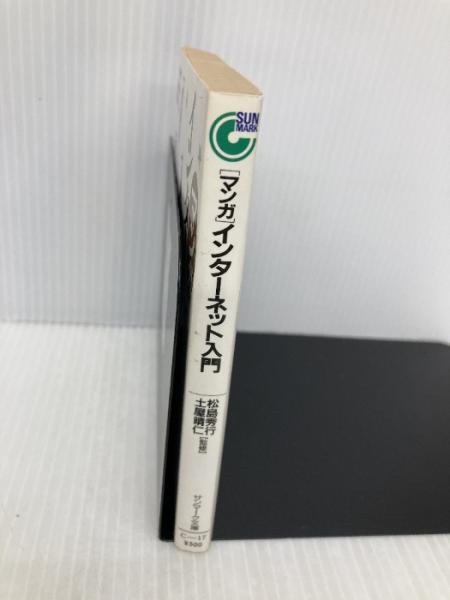 SUN
MARK
[マンガ]インターネット入門
松島秀行
土屋晴仁[監修]
サンマーク文庫
C—17
¥500